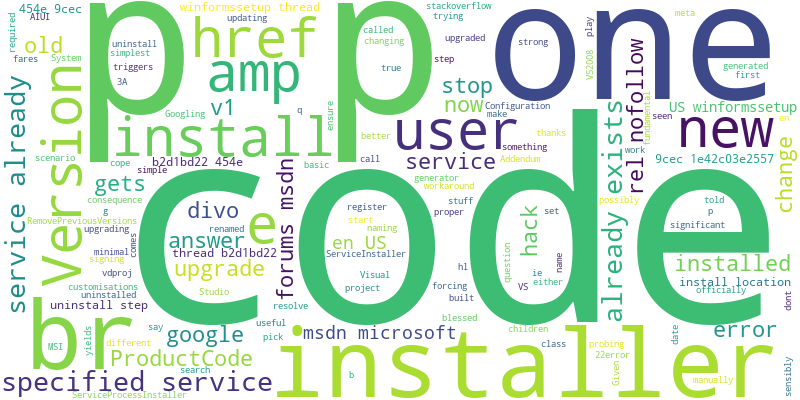 454e 9cec
winformssetup thread
stackoverflow
play
meta
AIUI
updating
trying
required
old
href
p p
called
changing
upgraded
one
generated
fares
System
uninstall
simplest
triggers
3A
amp
true
step
strong
VS2008
first
v1
stop
now
Configuration
make
US winformssetup
Googling
q
ensure
install
user
something
seen
new
service already
Version
scenario
cope
simple
b2d1bd22 454e
basic
better
call
service
thanks
Addendum
work
fundamental
rel nofollow
9cec 1e42c03e2557
en
change
gets
consequence
generator
workaround
possibly
told
p
g
RemovePreviousVersions
upgrading
divo
renamed
answer
e
register
start
naming
stuff
proper
set
hack
significant
code
minimal
signing
comes
thread b2d1bd22
en US
ServiceInstaller
question
name
already exists
vdproj
customisations
uninstalled
upgrade
Studio
forums msdn
Visual
project
hl
forcing
VS
ie
either
installed
install location
officially
uninstall step
built
blessed
dont
br
MSI
yields
say
google
useful
resolve
msdn microsoft
children
class
probing
22error
date
error
ProductCode
different
search
pick
installer
Given
manually
sensibly
specified service
ServiceProcessInstaller
b